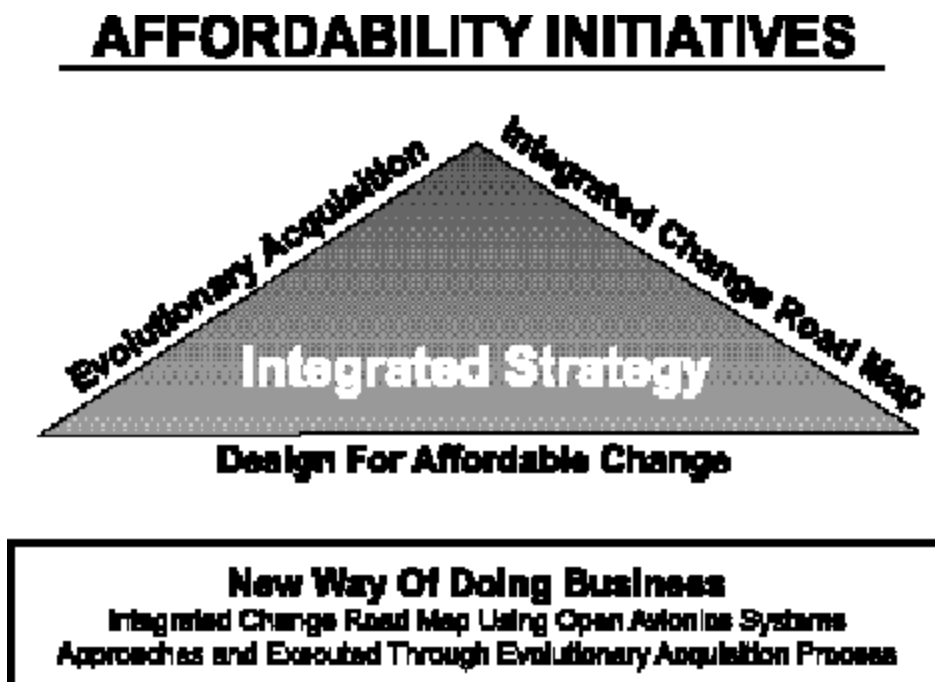 AFFORDABILITY INITIATIVES
Evolutionary Acquisition
Integrated Change Road Map
Integrated Strategy
Design For Affordable Change
New Way Of Doing Business
Integrated Change Road Map Using Open Avionics Systems
Approaches and Executed Through Evolutionary Acquisition Process